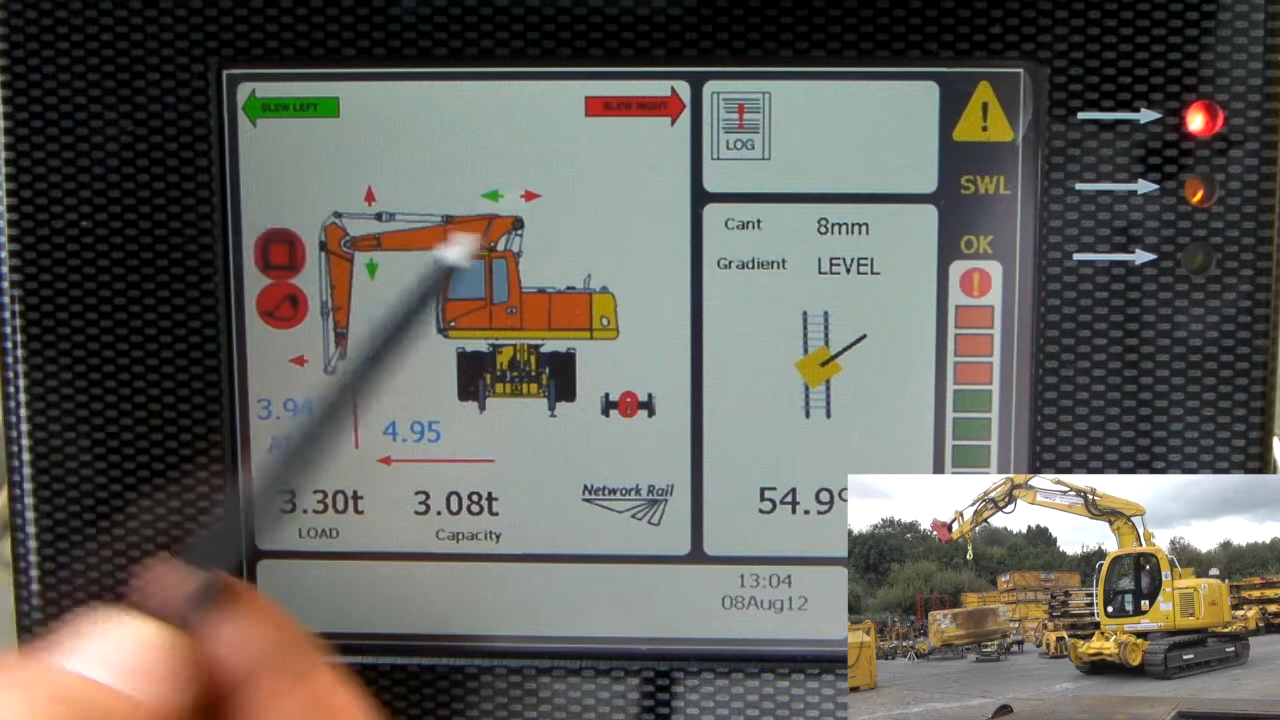 SLEW LEFT
SLEW RIGHT
LOG
SWL
Cant 8mm
OK
Gradient LEVEL
4.95
3.30t 3.08t
LOAD Capacity
Network Rail
54.9°
13:04
08Aug12